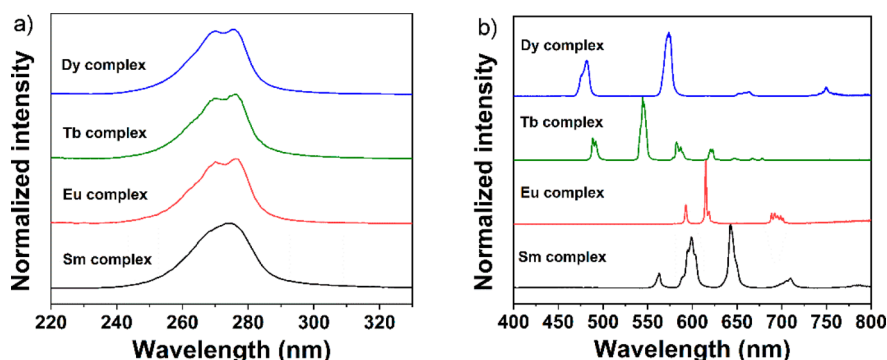 a)
Normalized intensity
Dy complex
Tb complex
Eu complex
Sm complex
220 240 260 280 300 320
Wavelength (nm)
b)
Normalized intensity
Dy complex
Tb complex
Eu complex
Sm complex
400 450 500 550 600 650 700 750 800
Wavelength (nm)